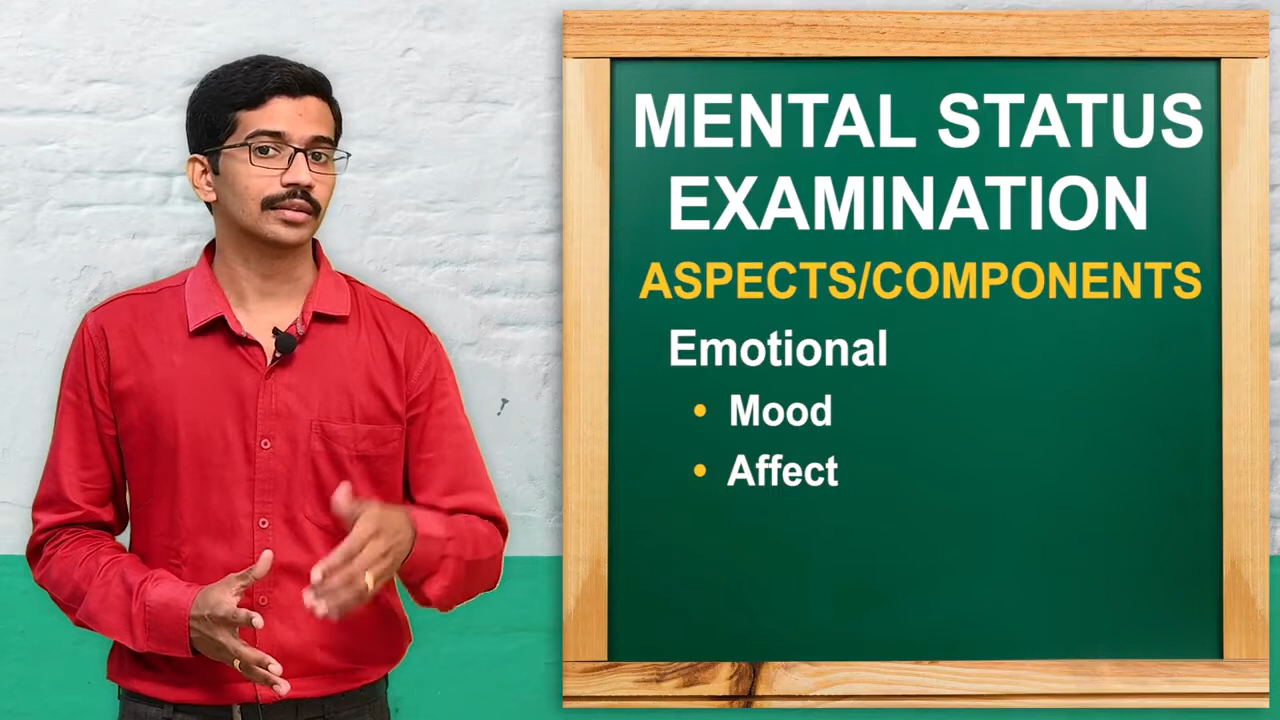 MENTAL STATUS
EXAMINATION
ASPECTS/COMPONENTS
Emotional
• Mood
• Affect